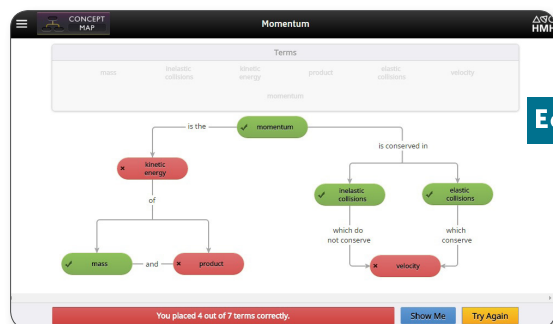 CONCEPT
MAP
Momentum
HMH
Terms
mass
inelastic
collisions
kinetic
energy
product
elastic
collisions
velocity
momentum
is the
momentum
is conserved in
kinetic
energy
inelastic
collisions
elastic
collisions
of
which do
not conserve
which
conserve
mass
and
product
velocity
You placed 4 out of 7 terms correctly.
Show Me
Try Again